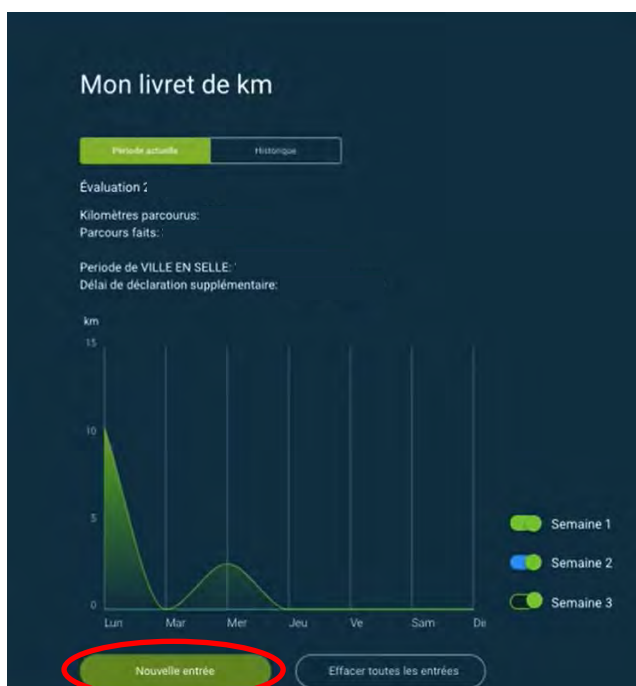 Mon livret de km
Periode actuelle Historique
Évaluation 2
Kilomètres parcourus:
Parcours faits:
Periode de VILLE EN SELLE:
Délai de déclaration supplémentaire:
km
15
10
5
0
Lun Mar Mer Jeu Ve Sam Di
Semaine 1
Semaine 2
Semaine 3
Nouvelle entrée Effacer toutes les entrées